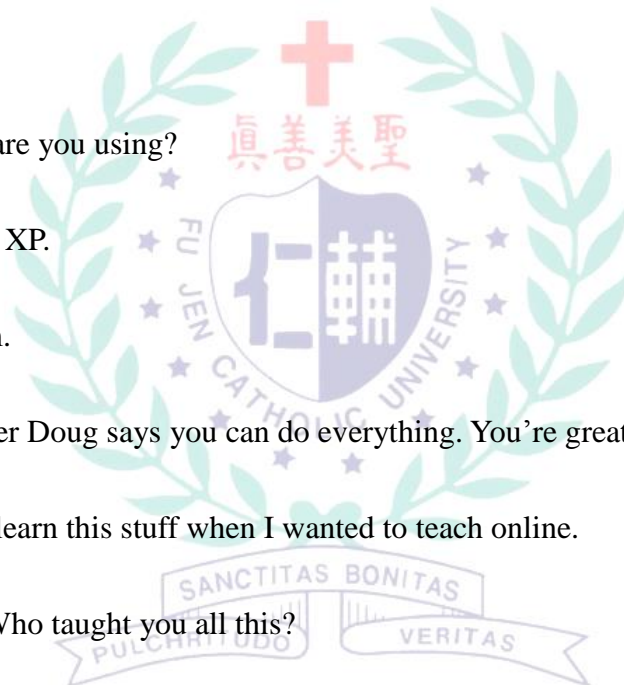 are you using?
眞善美聖
XP.
仁輔
FU JEN CATHOLIC UNIVERSITY
er Doug says you can do everything. You’re great
learn this stuff when I wanted to teach online.
SANCTITAS BONITAS
Who taught you all this?
PULCHRITUDO VERITAS